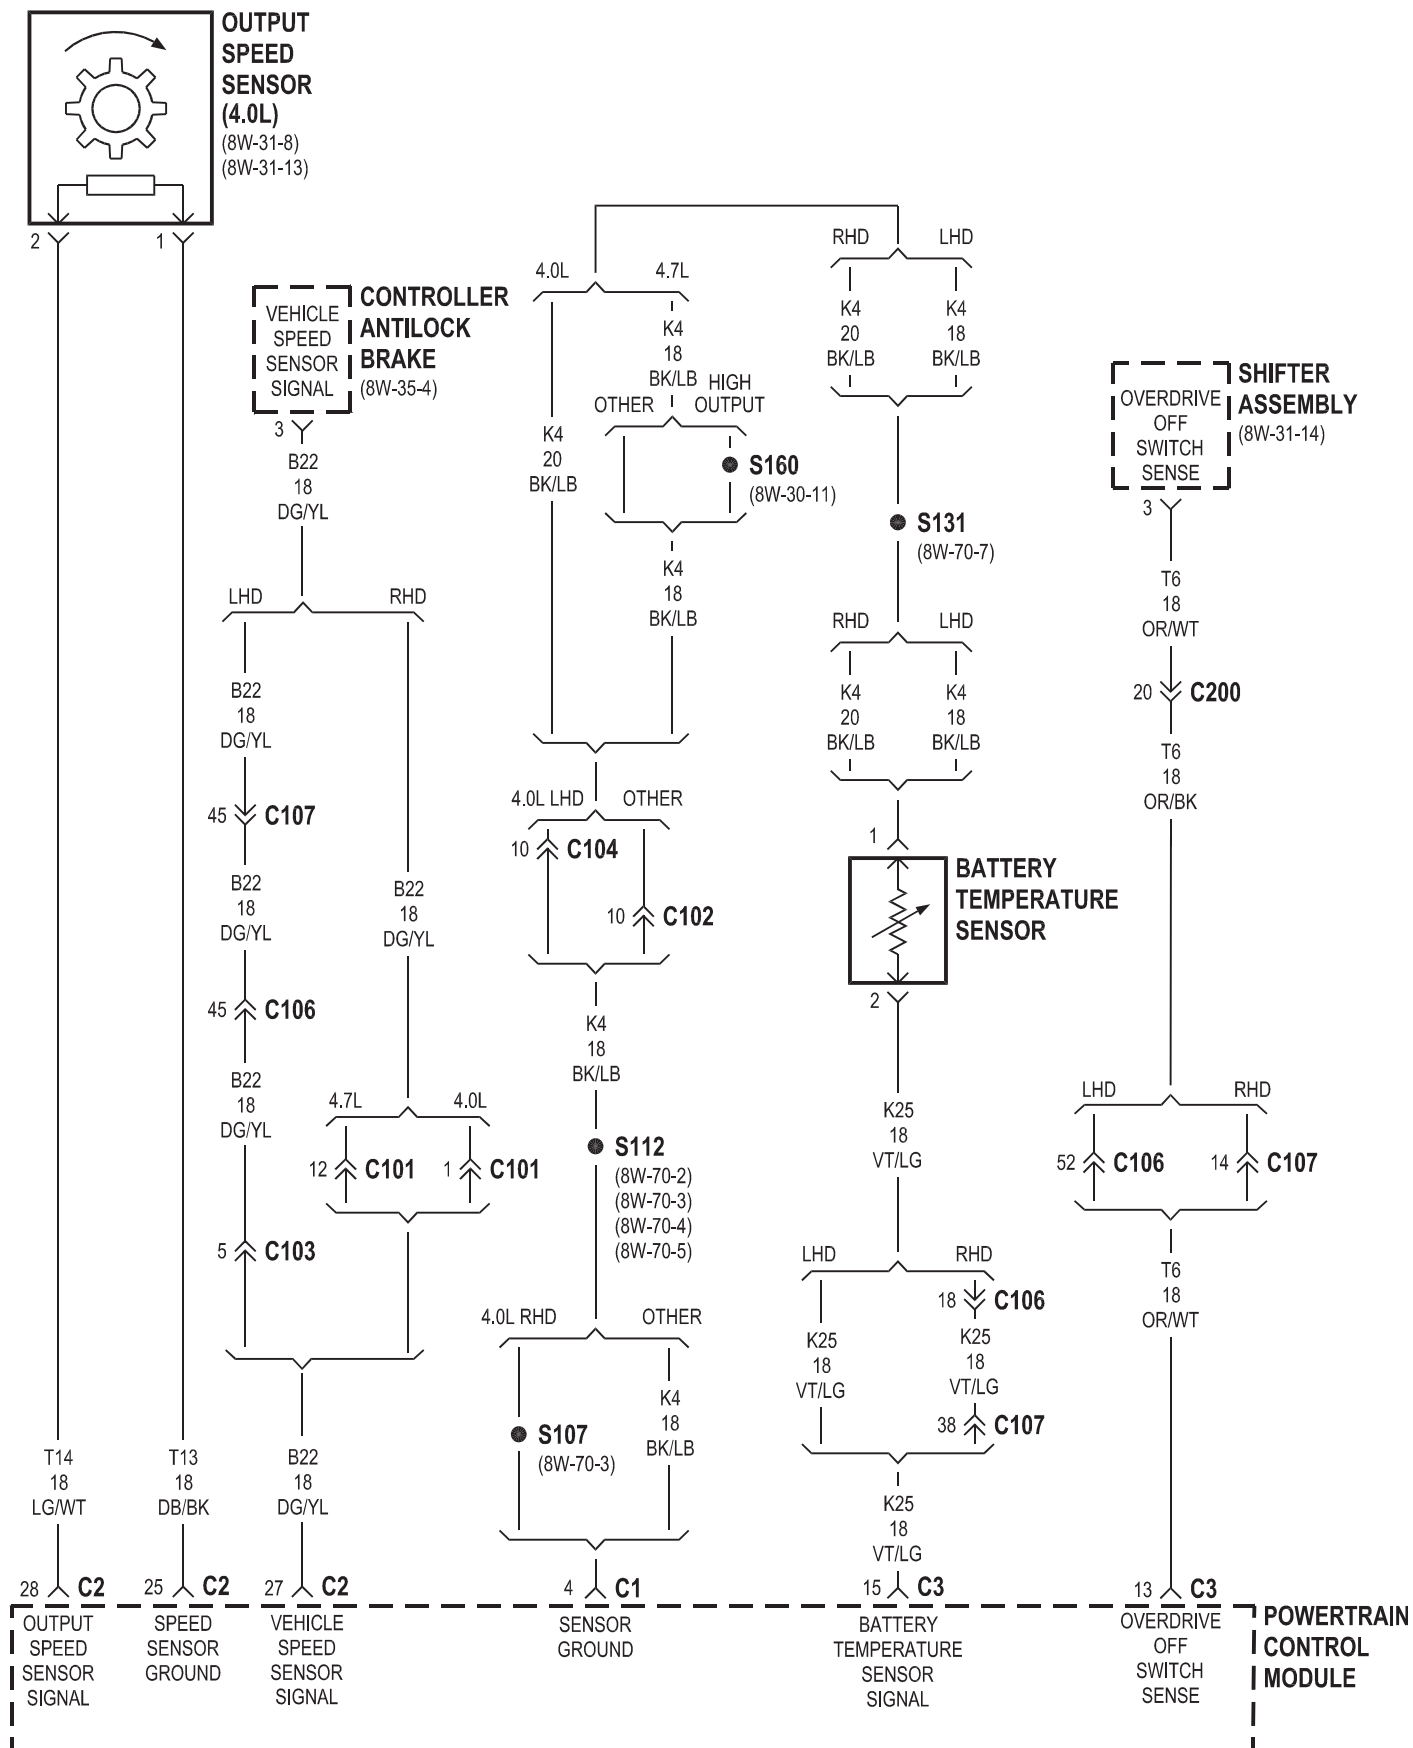 OUTPUT
SPEED
SENSOR
(4.0L)
(8W-31-8)
(8W-31-13)
2
1
CONTROLLER
ANTILOCK
BRAKE
(8W-35-4)
VEHICLE
SPEED
SENSOR
SIGNAL
3
B22
18
DG/YL
LHD
RHD
B22
18
DG/YL
45
C107
B22
18
DG/YL
45
C106
B22
18
DG/YL
5
C103
B22
18
DG/YL
4.7L
4.0L
12
C101
1
C101
4.0L
4.7L
K4
18
BK/LB
OTHER
HIGH
OUTPUT
K4
20
BK/LB
S160
(8W-30-11)
K4
18
BK/LB
4.0L LHD
OTHER
10
C104
10
C102
K4
18
BK/LB
S112
(8W-70-2)
(8W-70-3)
(8W-70-4)
(8W-70-5)
4.0L RHD
OTHER
S107
(8W-70-3)
K4
18
BK/LB
RHD
LHD
K4
20
BK/LB
K4
18
BK/LB
S131
(8W-70-7)
RHD
LHD
K4
20
BK/LB
K4
18
BK/LB
1
BATTERY
TEMPERATURE
SENSOR
2
K25
18
VT/LG
LHD
RHD
18
C106
K25
18
VT/LG
K25
18
VT/LG
38
C107
K25
18
VT/LG
SHIFTER
ASSEMBLY
(8W-31-14)
OVERDRIVE
OFF
SWITCH
SENSE
3
T6
18
OR/WT
20
C200
T6
18
OR/BK
LHD
RHD
52
C106
14
C107
T6
18
OR/WT
T14
18
LG/WT
T13
18
DB/BK
B22
18
DG/YL
28
C2
25
C2
27
C2
4
C1
15
C3
13
C3
OUTPUT
SPEED
SENSOR
SIGNAL
SPEED
SENSOR
GROUND
VEHICLE
SPEED
SENSOR
SIGNAL
SENSOR
GROUND
BATTERY
TEMPERATURE
SENSOR
SIGNAL
OVERDRIVE
OFF
SWITCH
SENSE
POWERTRAIN
CONTROL
MODULE